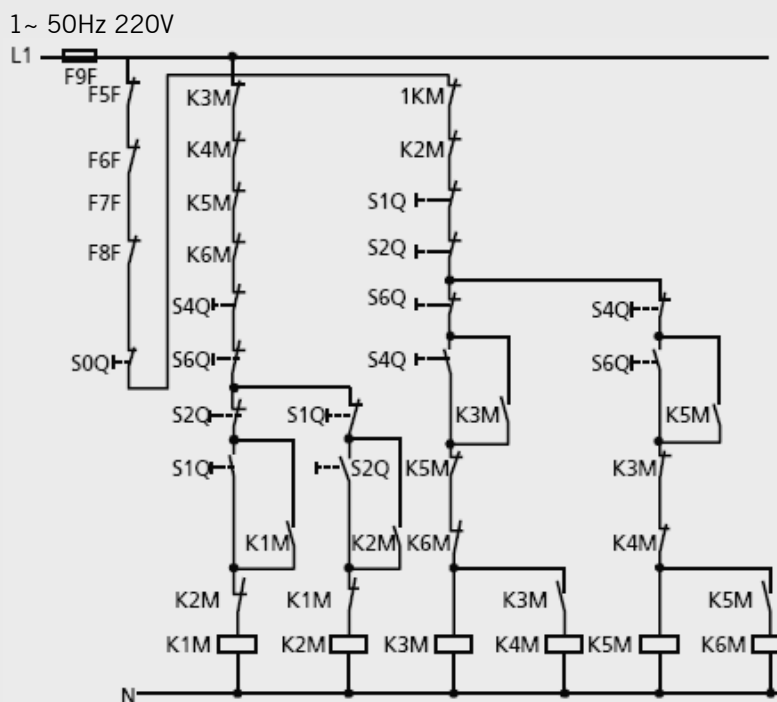 1~ 50Hz 220V
L1
F9F
F5F K3M 1KM
F6F K4M K2M
F7F K5M S1Q
F8F K6M S2Q
S4Q S6Q S4Q
S0Q S6Q S4Q S6Q
S2Q S1Q K3M K5M
S1Q S2Q K5M K3M
K1M K2M K6M K4M
K2M K1M K3M K5M
K1M K2M K3M K4M K5M K6M
N